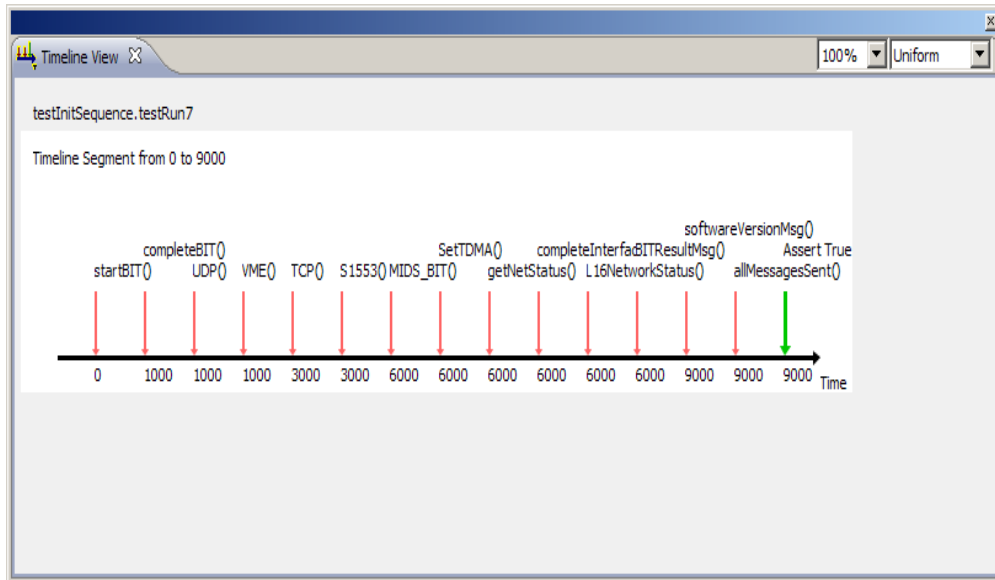 Timeline View
100% Uniform
testInitSequence.testRun7
Timeline Segment from 0 to 9000
softwareVersionMsg()
completeBIT() SetTDMA() completeInterfacBITResultMsg() Assert True
startBIT() UDP() VME() TCP() S1553() MIDS_BIT() getNetStatus() L16NetworkStatus() allMessagesSent()
0 1000 1000 1000 3000 3000 6000 6000 6000 6000 6000 6000 9000 9000 9000 Time